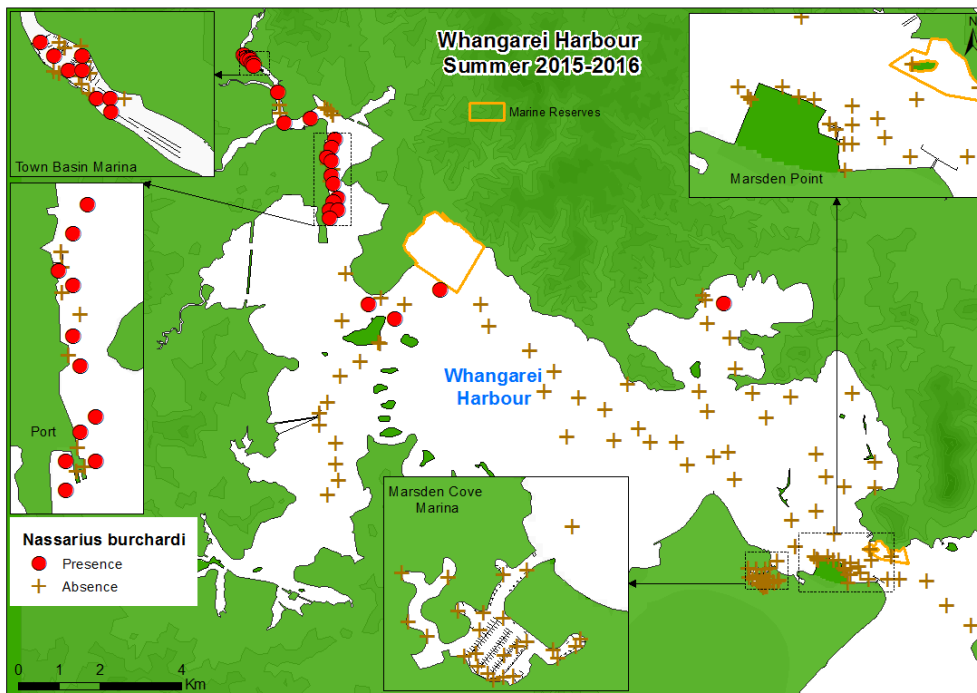 Whangarei Harbour
Summer 2015-2016
Marine Reserves
N
Town Basin Marina
Marsden Point
Port
Whangarei
Harbour
Marsden Cove
Marina
Nassarius burchardi
Presence
Absence
0 1 2 4
Km